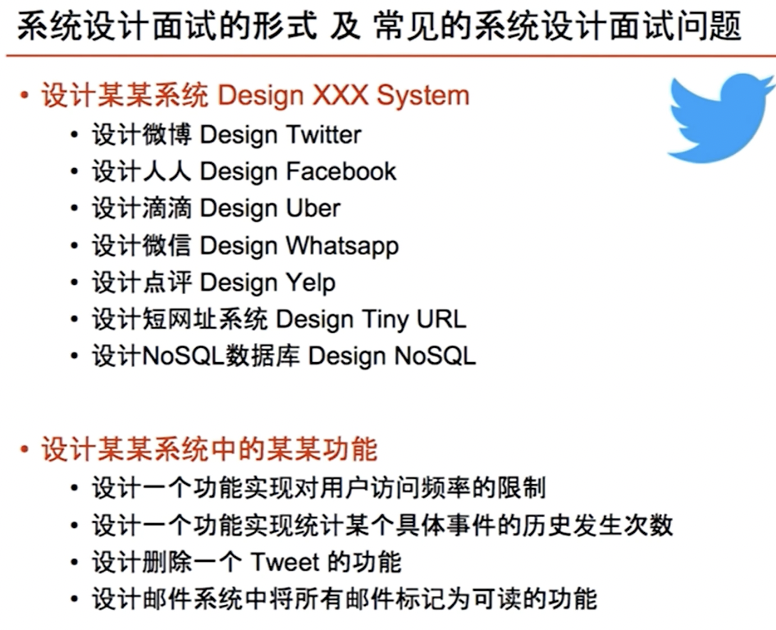 系统设计面试的形式 及 常见的系统设计面试问题
• 设计某某系统 Design XXX System
• 设计微博 Design Twitter
• 设计人人 Design Facebook
• 设计滴滴 Design Uber
• 设计微信 Design Whatsapp
• 设计点评 Design Yelp
• 设计短网址系统 Design Tiny URL
• 设计NoSQL数据库 Design NoSQL
• 设计某某系统中的某某功能
• 设计一个功能实现对用户访问频率的限制
• 设计一个功能实现统计某个具体事件的历史发生次数
• 设计删除一个 Tweet 的功能
• 设计邮件系统中将所有邮件标记为可读的功能